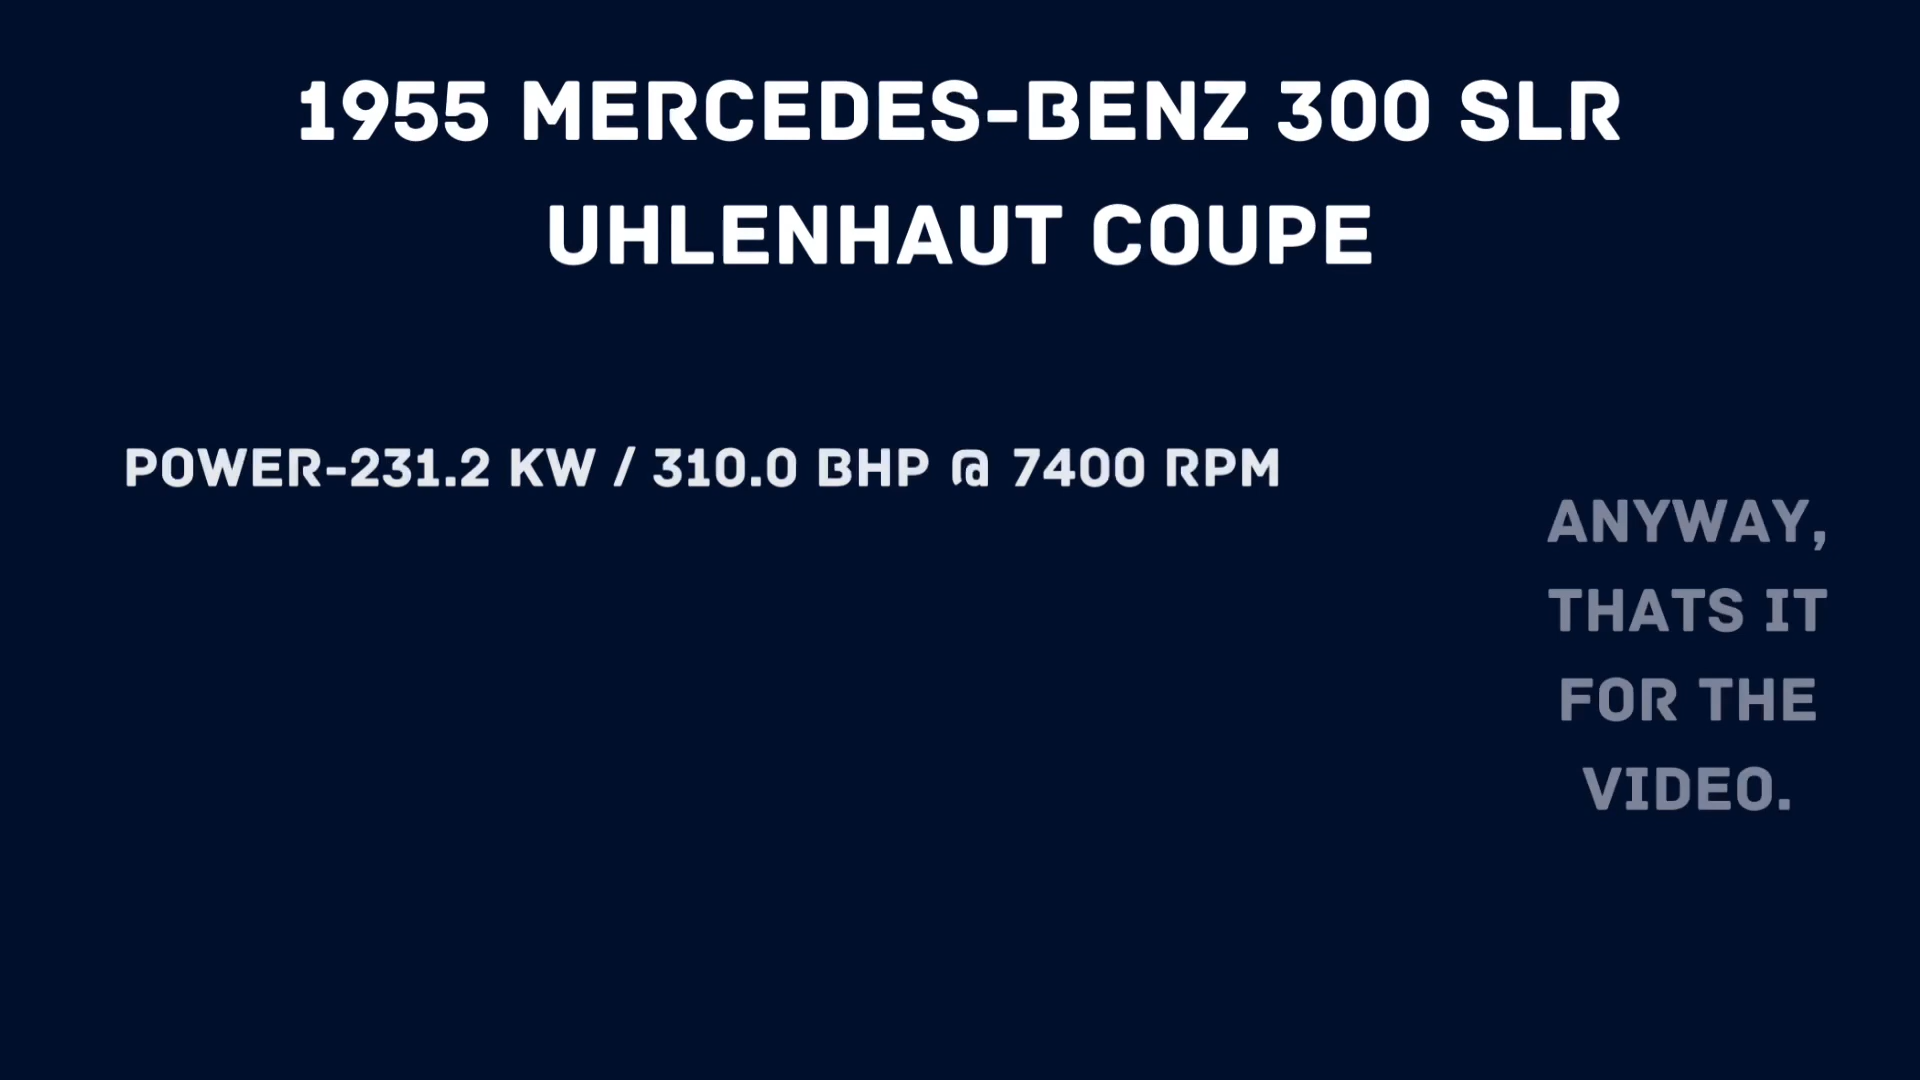 1955 MERCEDES-BENZ 300 SLR
UHLENHAUT COUPE
POWER-231.2 KW / 310.0 BHP @ 7400 RPM
ANYWAY,
THATS IT
FOR THE
VIDEO.